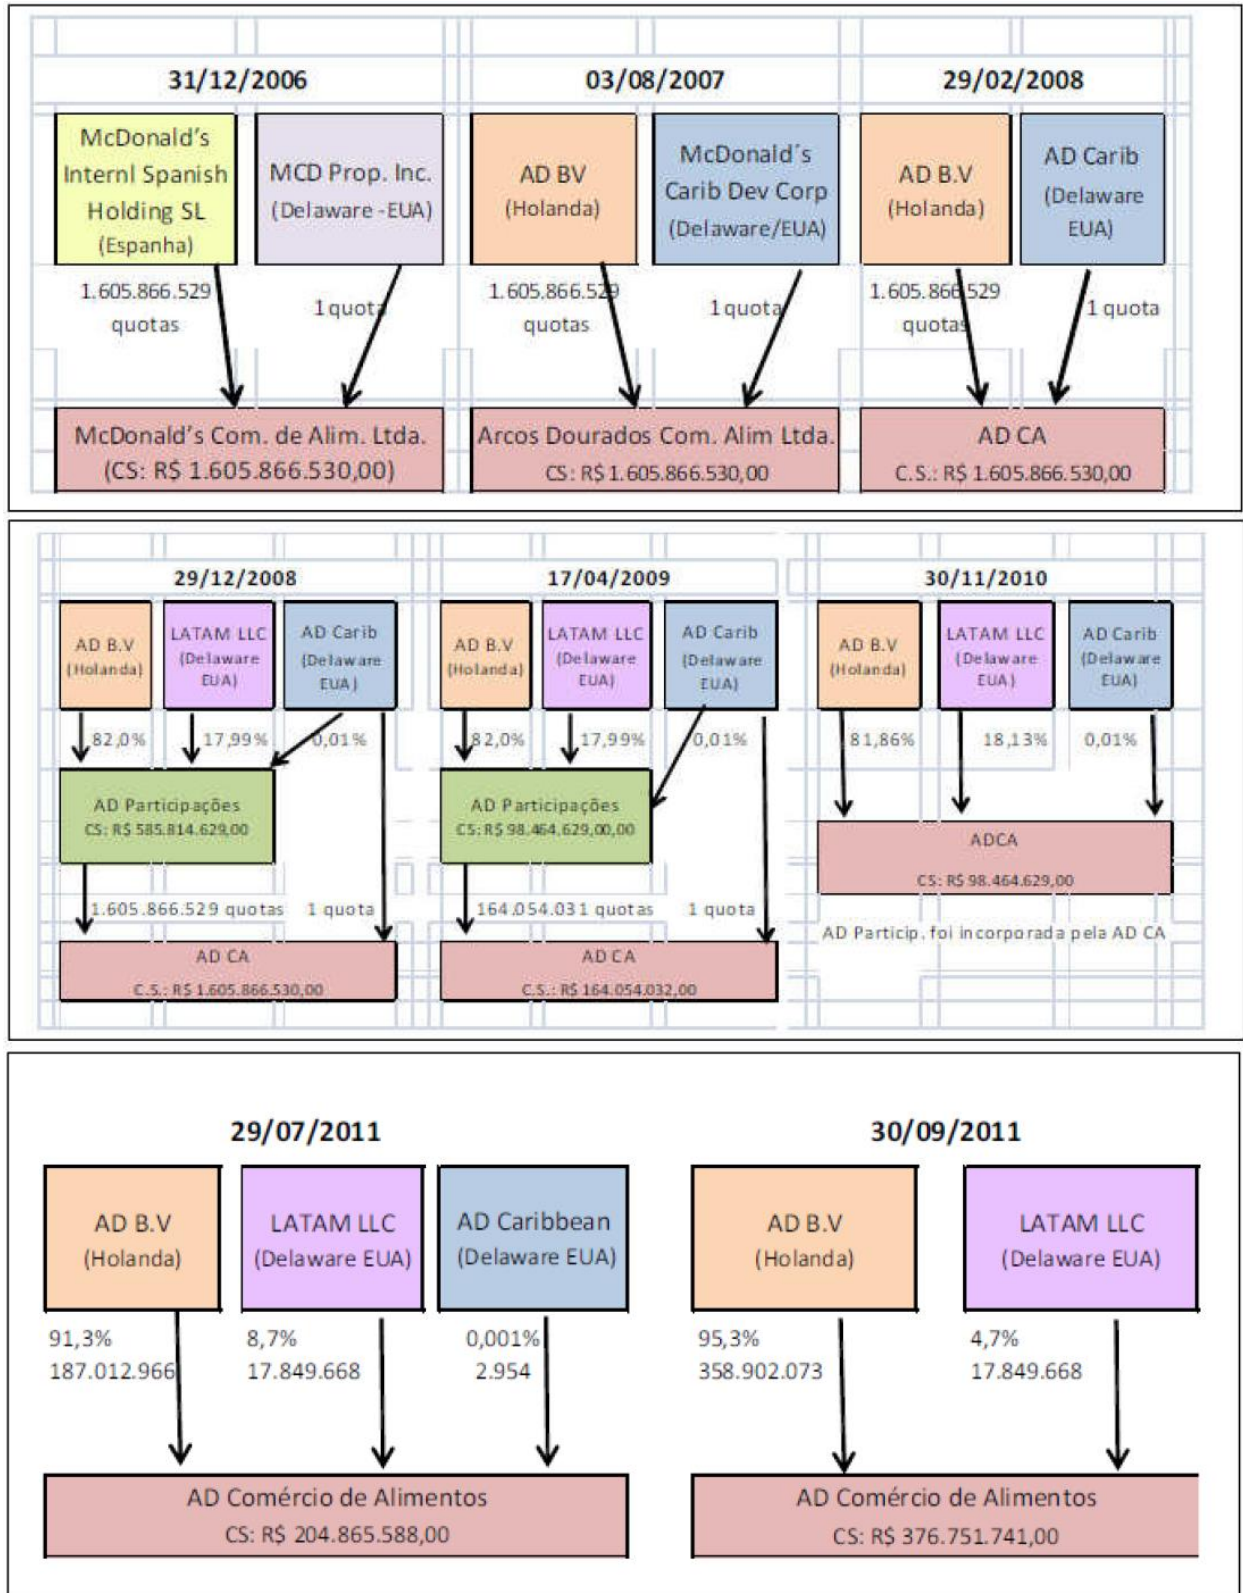 31/12/2006
03/08/2007
29/02/2008
McDonald's
Internl Spanish
Holding SL
(Espanha)
MCD Prop. Inc.
(Delaware -EUA)
AD BV
(Holanda)
McDonald´s
Carib Dev Corp
(Delaware/EUA)
AD B.V
(Holanda)
AD Carib
(Delaware
EUA)
1.605.866.529
quotas
1 quota
1.605.866.529
quotas
1 quota
1.605.866.529
quotas
1 quota
McDonald's Com. de Alim. Ltda.
(CS: R$ 1.605.866.530,00)
Arcos Dourados Com. Alim Ltda.
CS: R$ 1.605.866.530,00
AD CA
C.S.: R$ 1.605.866.530,00
29/12/2008
17/04/2009
30/11/2010
AD B.V
(Holanda)
LATAM LLC
(Delaware
EUA)
AD Carib
(Delaware
EUA)
AD B.V
(Holanda)
LATAM LLC
(Delaware
EUA)
AD Carib
(Delaware
EUA)
AD B.V
(Holanda)
LATAM LLC
(Delaware
EUA)
AD Carib
(Delaware
EUA)
82,0%
17,99%
0,01%
82,0%
17,99%
0,01%
81,86%
18,13%
0,01%
AD Participações
CS: R$ 585.814.629,00
AD Participações
CS: R$ 98.464.629,00,00
ADCA
CS: R$ 98.464.629,00
1.605.866.529 quotas
1 quota
164.054.031 quotas
1 quota
AD Particip. foi incorporada pela AD CA
AD CA
C.S.: R$ 1.605.866.530,00
AD CA
C.S.: R$ 164.054.032,00
29/07/2011
30/09/2011
AD B.V
(Holanda)
LATAM LLC
(Delaware EUA)
AD Caribbean
(Delaware EUA)
AD B.V
(Holanda)
LATAM LLC
(Delaware EUA)
91,3%
187.012.966
8,7%
17.849.668
0,001%
2.954
95,3%
358.902.073
4,7%
17.849.668
AD Comércio de Alimentos
CS: R$ 204.865.588,00
AD Comércio de Alimentos
CS: R$ 376.751.741,00